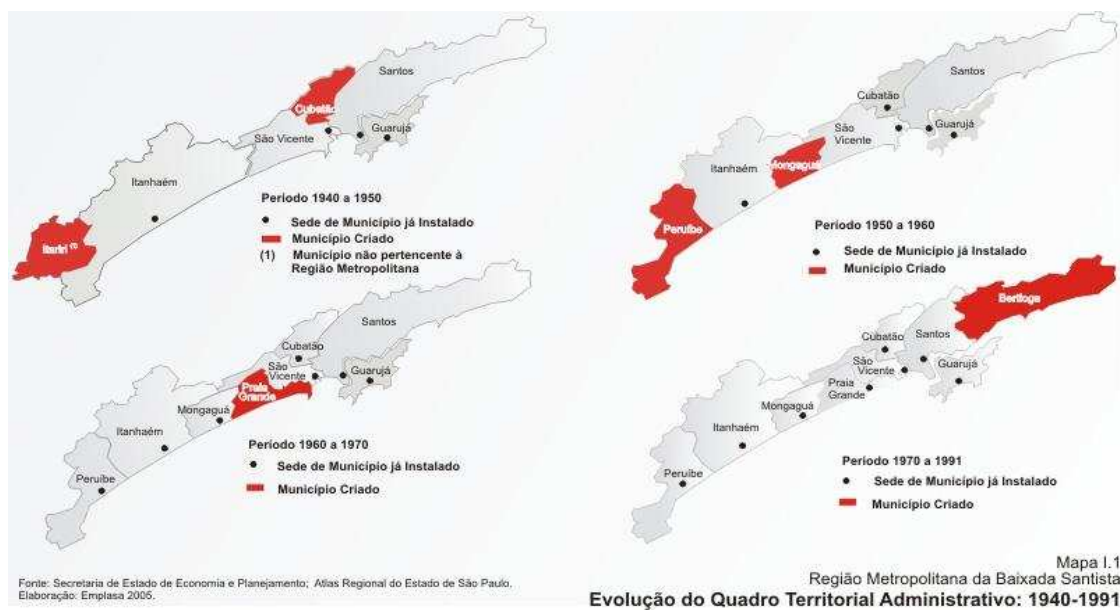 Santos
Cubatão
São Vicente
Guarujá
Itanhaém
Itariri (1)
Período 1940 a 1950
Sede de Município já Instalado
Município Criado
(1) Município não pertencente à
Região Metropolitana
Santos
Cubatão
Guarujá
São
Vicente
Mongaguá
Itanhaém
Peruíbe
Período 1950 a 1960
Sede de Município já Instalado
Município Criado
Santos
Cubatão
São
Vicente
Guarujá
Praia
Grande
Mongaguá
Itanhaém
Peruíbe
Período 1960 a 1970
Sede de Município já Instalado
Município Criado
Bertioga
Santos
Cubatão
São
Vicente
Guarujá
Praia
Grande
Mongaguá
Itanhaém
Peruíbe
Período 1970 a 1991
Sede de Município já Instalado
Município Criado
Fonte: Secretaria de Estado de Economia e Planejamento; Atlas Regional do Estado de São Paulo.
Elaboração: Emplasa 2005.
Mapa I.1
Região Metropolitana da Baixada Santista
Evolução do Quadro Territorial Administrativo: 1940-1991